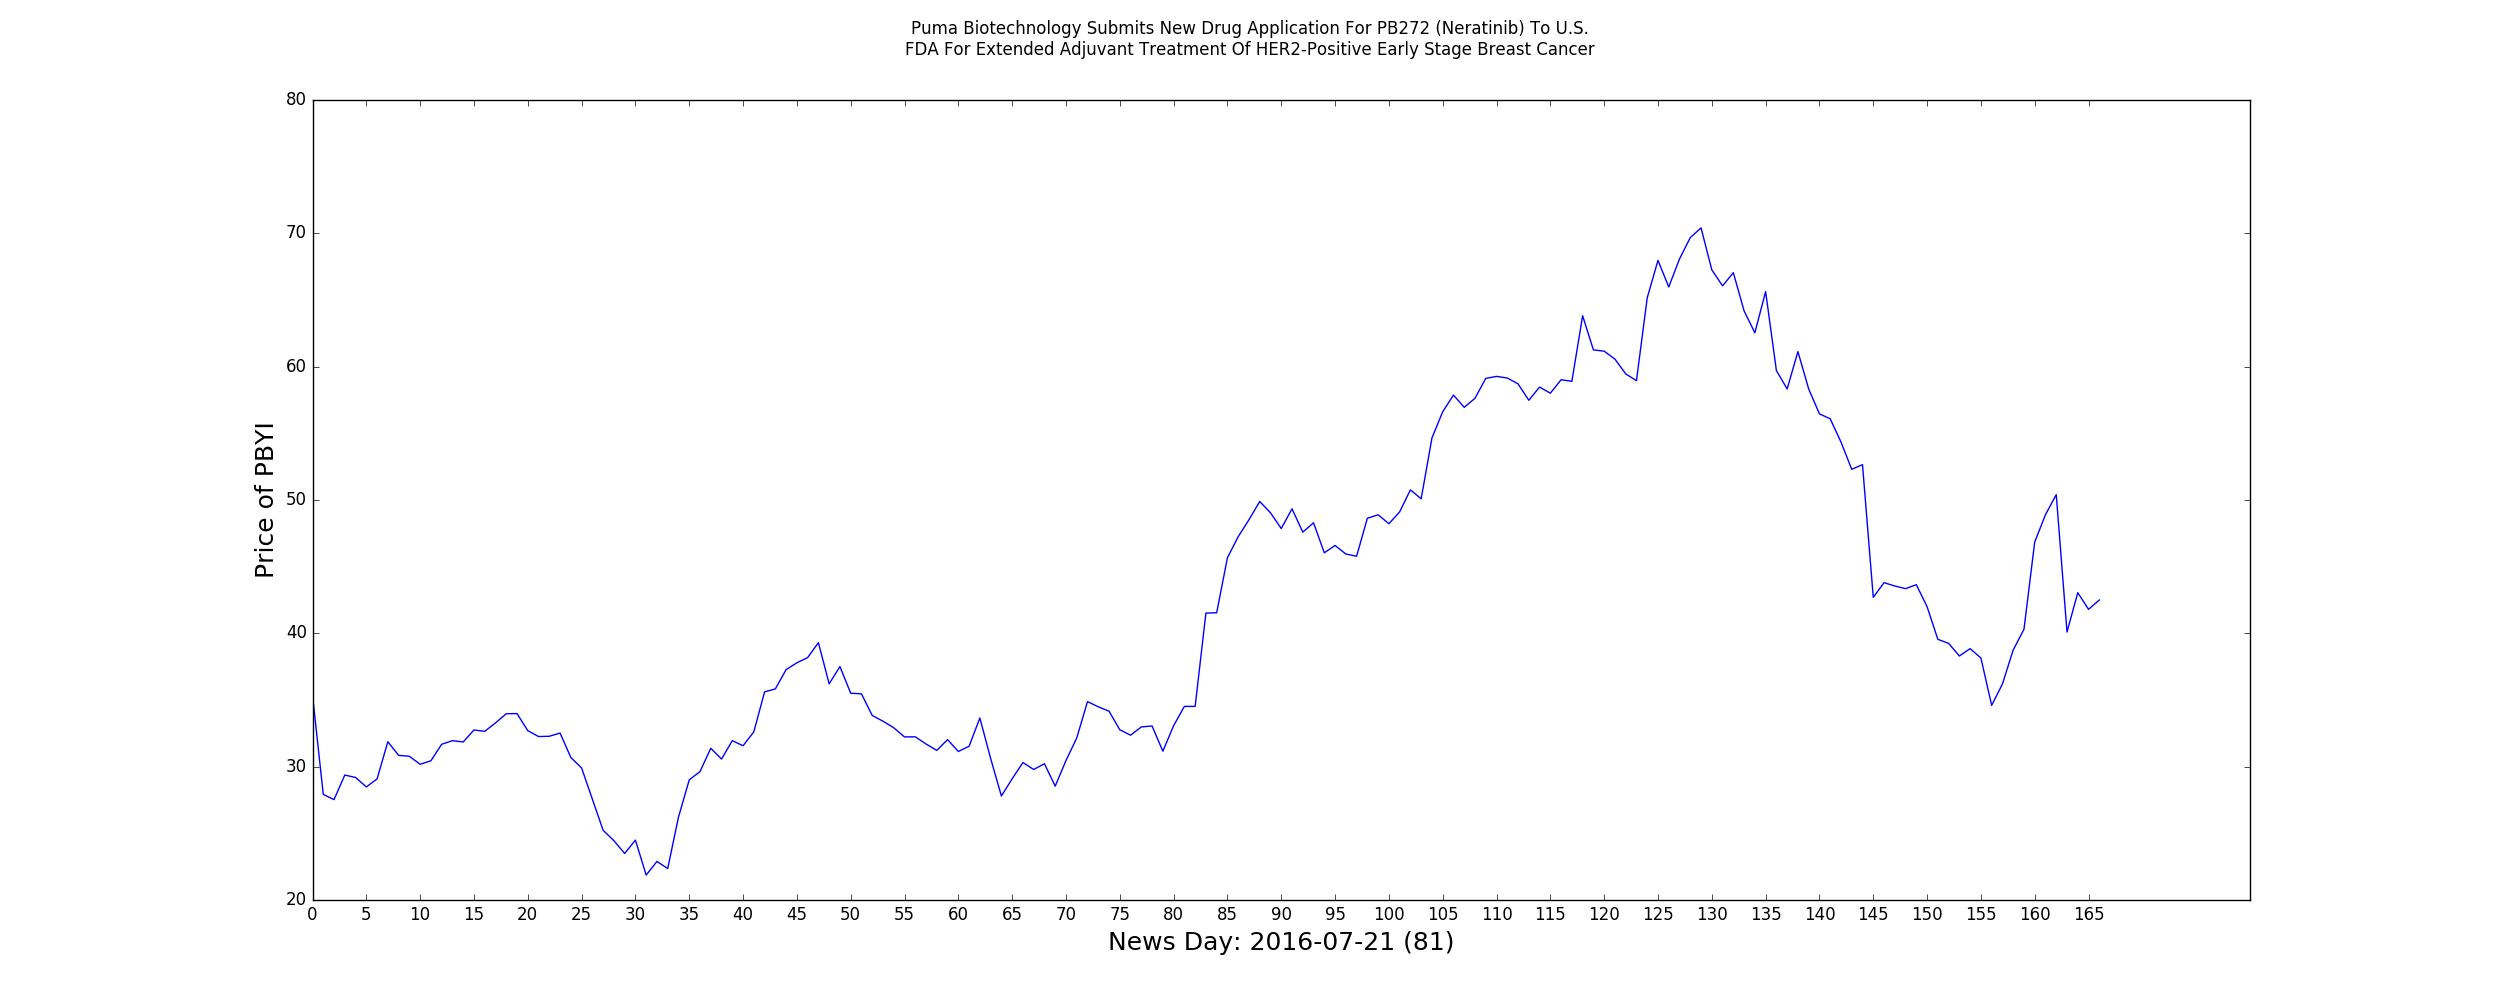 Puma Biotechnology Submits New Drug Application For PB272 (Neratinib) To U.S.
FDA For Extended Adjuvant Treatment Of HER2-Positive Early Stage Breast Cancer
80
70
60
50
40
30
20
Price of PBYI
0 5 10 15 20 25 30 35 40 45 50 55 60 65 70 75 80 85 90 95 100 105 110 115 120 125 130 135 140 145 150 155 160 165
News Day: 2016-07-21 (81)